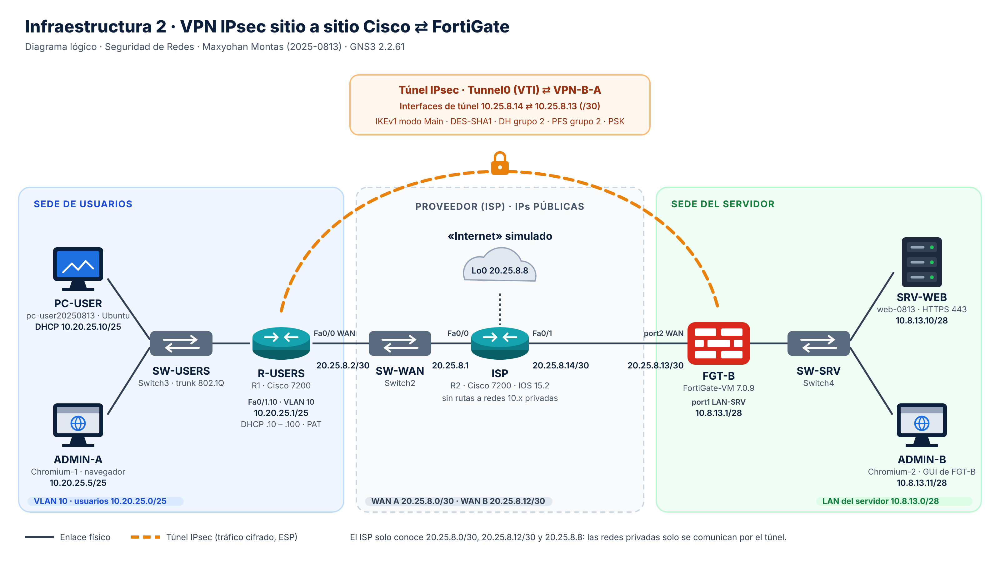 Infraestructura 2 · VPN IPsec sitio a sitio Cisco ⇄ FortiGate
Diagrama lógico · Seguridad de Redes · Maxyohan Montas (2025-0813) · GNS3 2.2.61
Túnel IPsec · Tunnel0 (VTI) ⇄ VPN-B-A
Interfaces de túnel 10.25.8.14 ⇄ 10.25.8.13 (/30)
IKEv1 modo Main · DES-SHA1 · DH grupo 2 · PFS grupo 2 · PSK
SEDE DE USUARIOS
PC-USER
pc-user20250813 · Ubuntu
DHCP 10.20.25.10/25
SW-USERS
Switch3 · trunk 802.1Q
R-USERS
R1 · Cisco 7200
Fa0/1.10 · VLAN 10
10.20.25.1/25
DHCP .10 – .100 · PAT
Fa0/0 WAN
20.25.8.2/30
ADMIN-A
Chromium-1 · navegador
10.20.25.5/25
VLAN 10 · usuarios 10.20.25.0/25
PROVEEDOR (ISP) · IPs PÚBLICAS
«Internet» simulado
Lo0 20.25.8.8
SW-WAN
Switch2
Fa0/0
20.25.8.1
ISP
R2 · Cisco 7200 · IOS 15.2
sin rutas a redes 10.x privadas
Fa0/1
20.25.8.14/30
WAN A 20.25.8.0/30 · WAN B 20.25.8.12/30
SEDE DEL SERVIDOR
port2 WAN
20.25.8.13/30
FGT-B
FortiGate-VM 7.0.9
port1 LAN-SRV
10.8.13.1/28
SW-SRV
Switch4
SRV-WEB
web-0813 · HTTPS 443
10.8.13.10/28
ADMIN-B
Chromium-2 · GUI de FGT-B
10.8.13.11/28
LAN del servidor 10.8.13.0/28
Enlace físico
Túnel IPsec (tráfico cifrado, ESP)
El ISP solo conoce 20.25.8.0/30, 20.25.8.12/30 y 20.25.8.8: las redes privadas solo se comunican por el túnel.